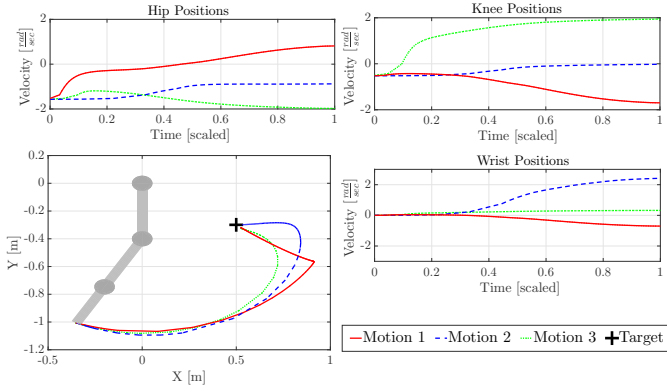 Hip Positions
Velocity [rad/sec]
2
0
-2
0 0.2 0.4 0.6 0.8 1
Time [scaled]
Knee Positions
Velocity [rad/sec]
2
0
-2
0 0.2 0.4 0.6 0.8 1
Time [scaled]
0.2
0
-0.2
-0.4
-0.6
-0.8
-1
-1.2
Y [m]
-0.5 0 0.5 1
X [m]
Wrist Positions
Velocity [rad/sec]
2
0
-2
0 0.2 0.4 0.6 0.8 1
Time [scaled]
Motion 1 Motion 2 Motion 3 Target